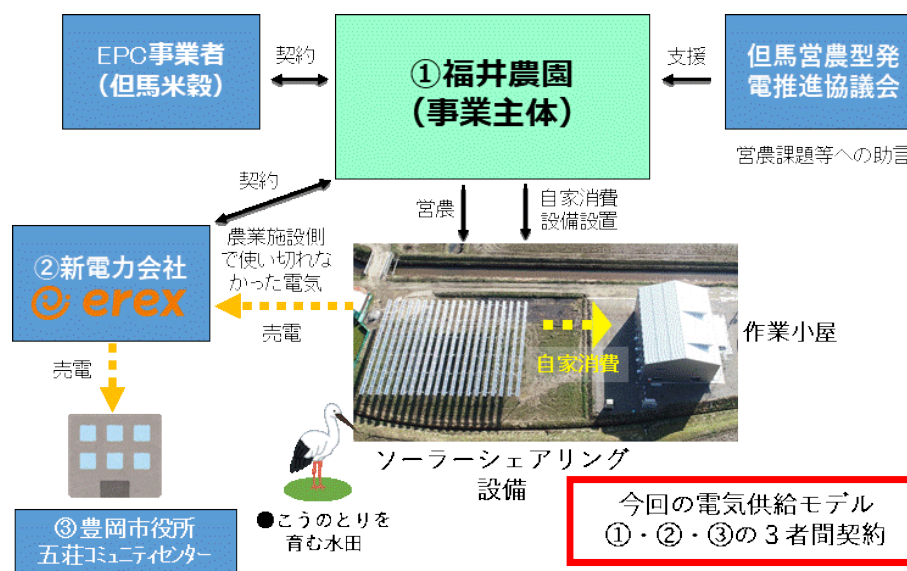 EPC事業者
（但馬米穀）
契約
①福井農園
（事業主体）
支援
但馬営農型発
電推進協議会
営農課題等への助言
契約
営農
自家消費
設備設置
②新電力会社
erex
農業施設側
で使い切れな
かった電気
売電
自家消費
作業小屋
売電
ソーラーシェアリング
設備
●こうのとりを
育む水田
③豊岡市役所
五荘コミュニティセンター
今回の電気供給モデル
①・②・③の３者間契約